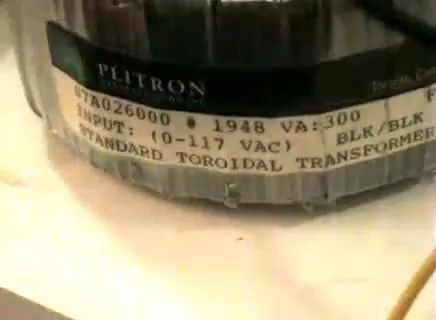 PLITRON
07A026000 # 1948 VA:300
INPUT: (0-117 VAC) BLK/BLK
STANDARD TOROIDAL TRANSFORMER